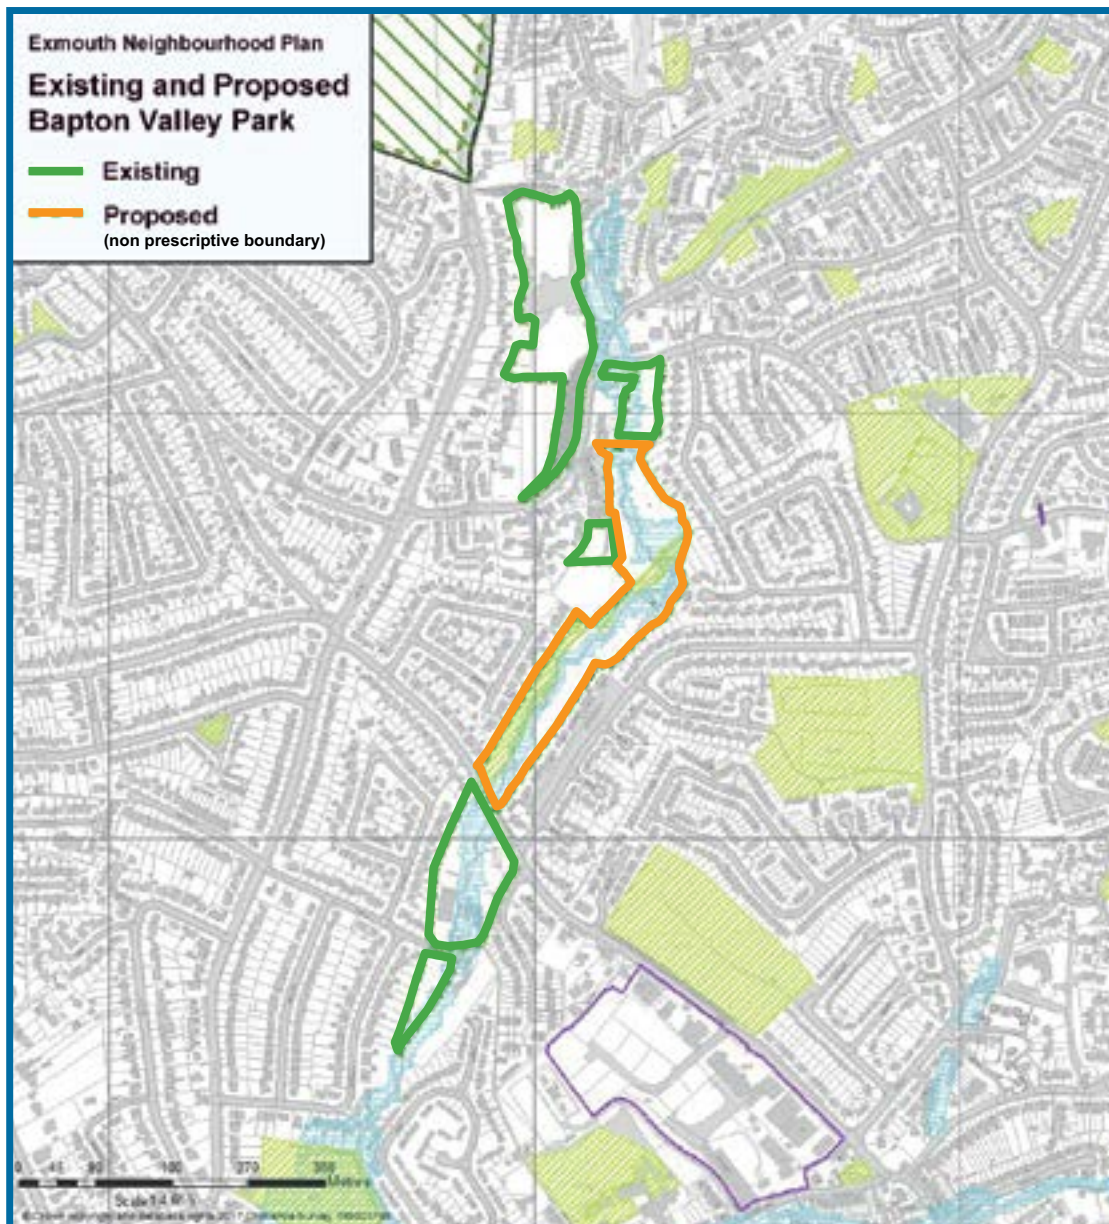 Exmouth Neighbourhood Plan
Existing and Proposed
Bapton Valley Park
Existing
Proposed
(non prescriptive boundary)
0 45 90 180 270 360
Metres